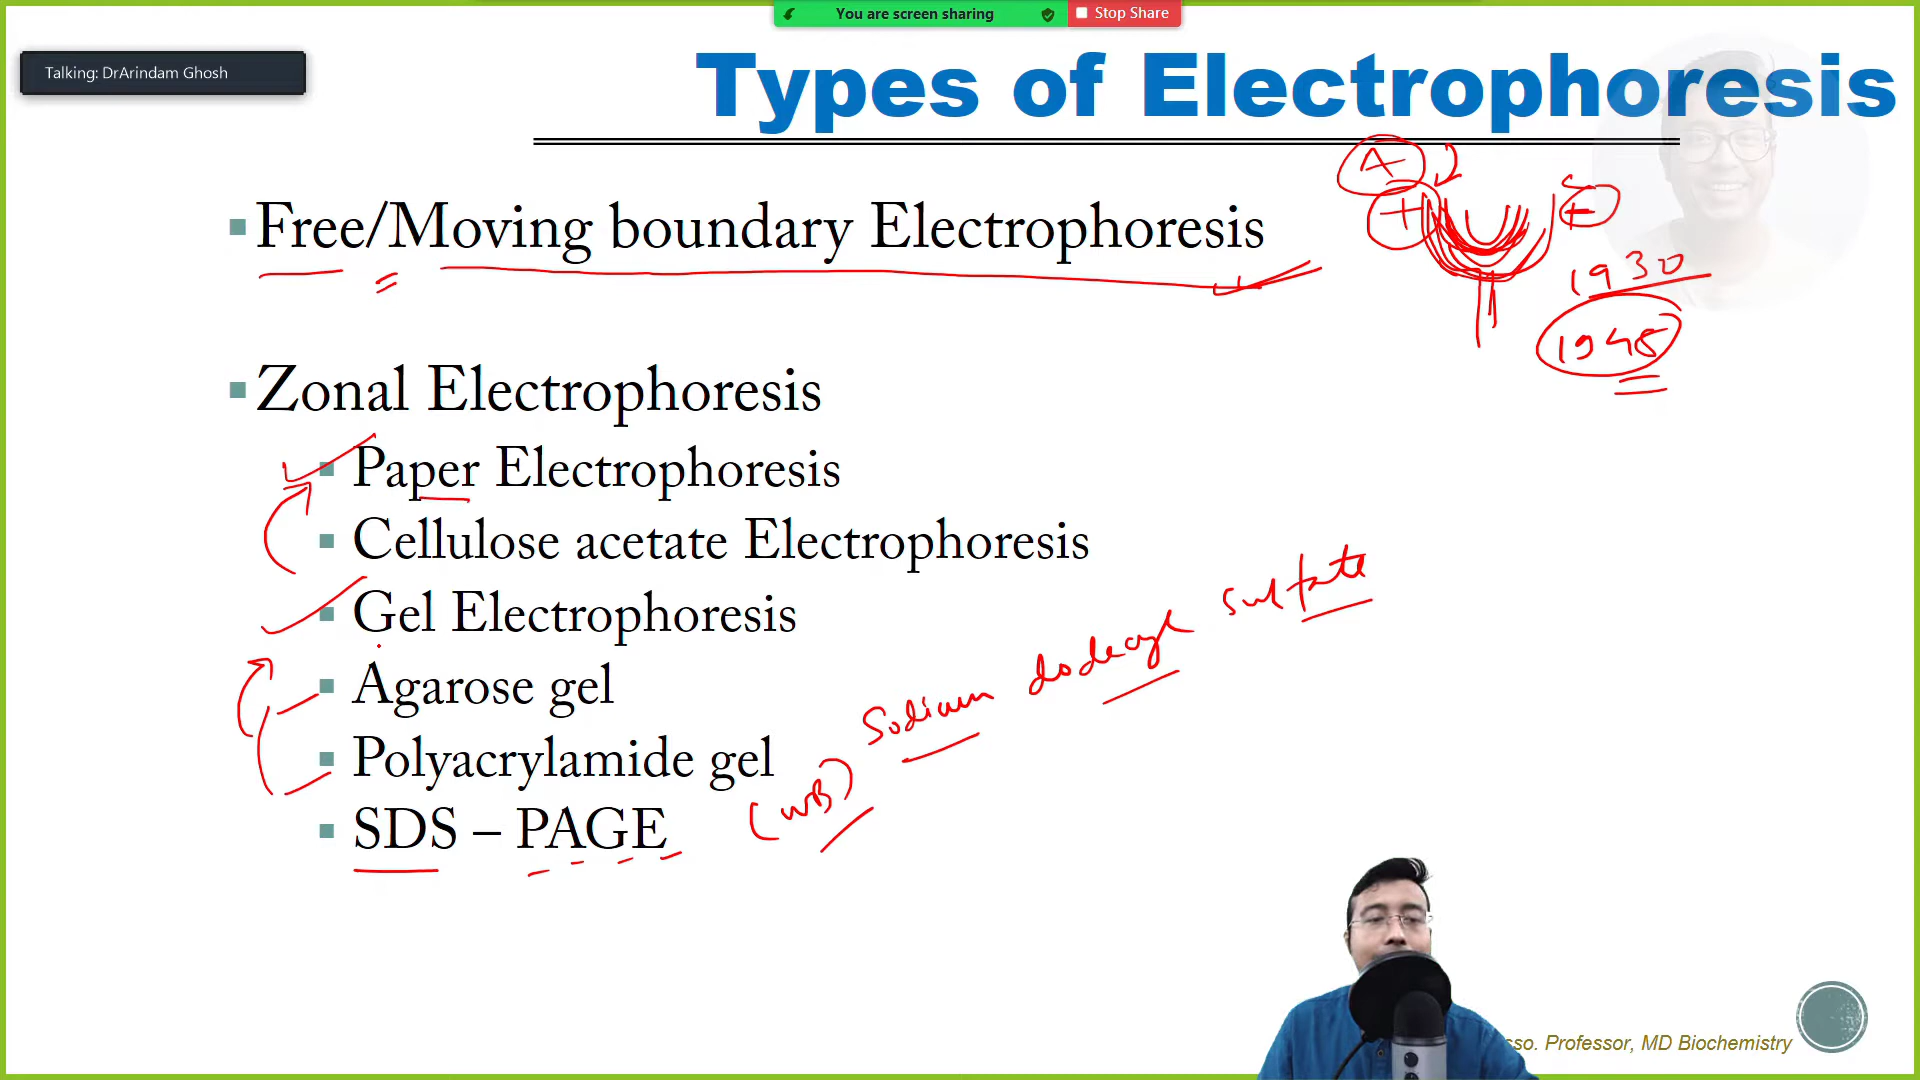 You are screen sharing
Stop Share
Talking: DrArindam Ghosh
Types of Electrophoresis
A
+ -
1930
1948
Free/Moving boundary Electrophoresis
Zonal Electrophoresis
Paper Electrophoresis
Cellulose acetate Electrophoresis
Gel Electrophoresis
Agarose gel
Polyacrylamide gel
SDS – PAGE
(WB)
Sodium dodecyl sulfate
Professor, MD Biochemistry